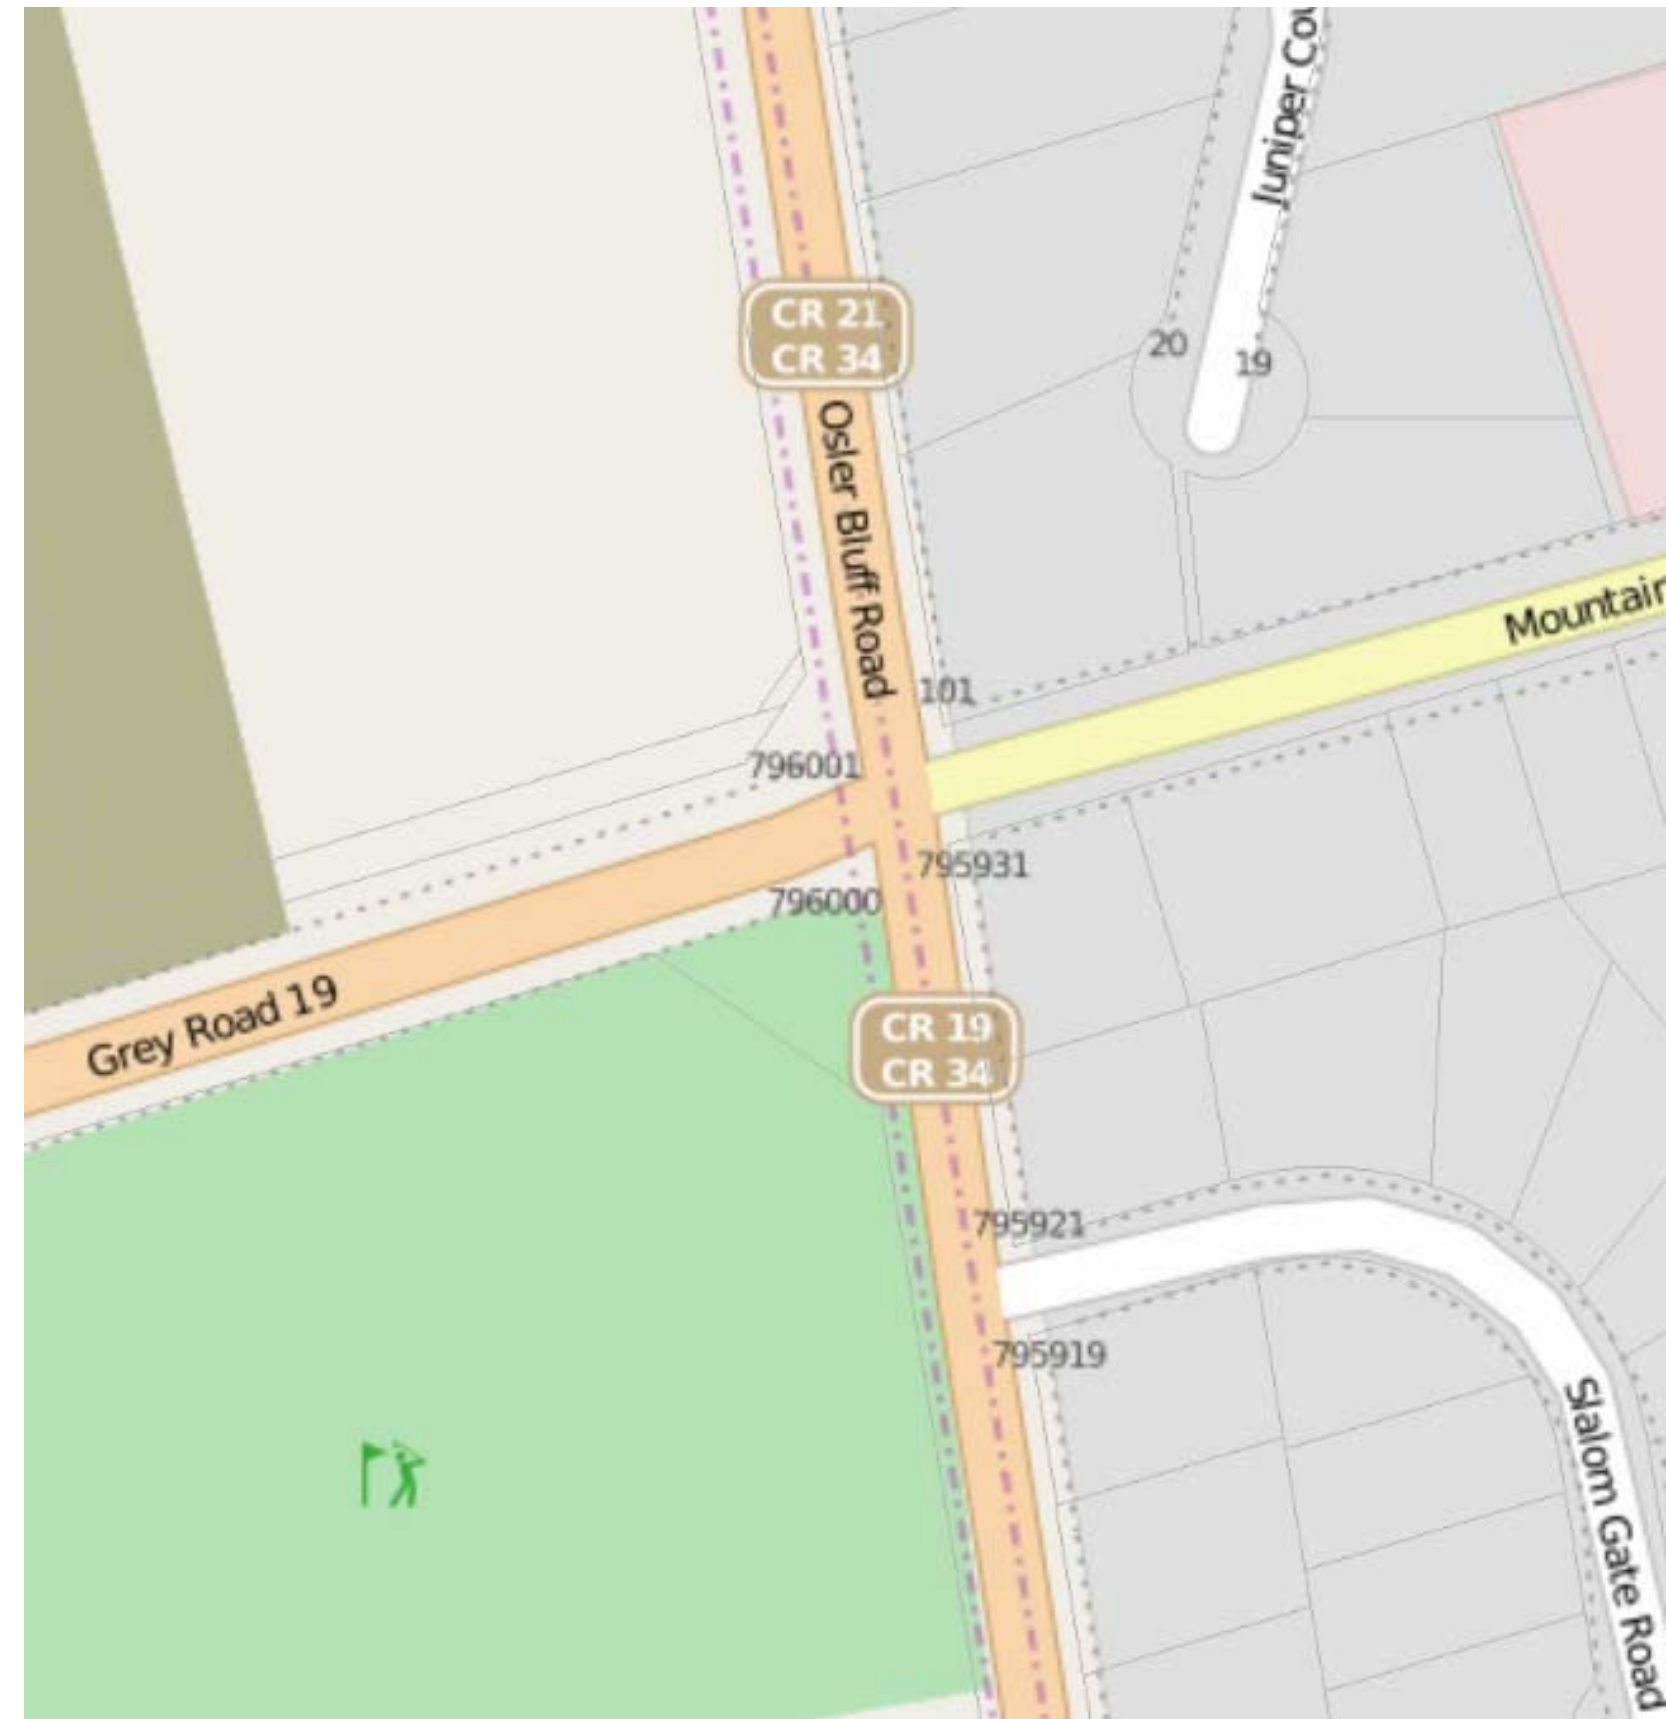 Juniper Cou
CR 21
CR 34
20
19
Osler Bluff Road
Mountain
101
796001
795931
796000
Grey Road 19
CR 19
CR 34
795921
795919
Slalom Gate Road